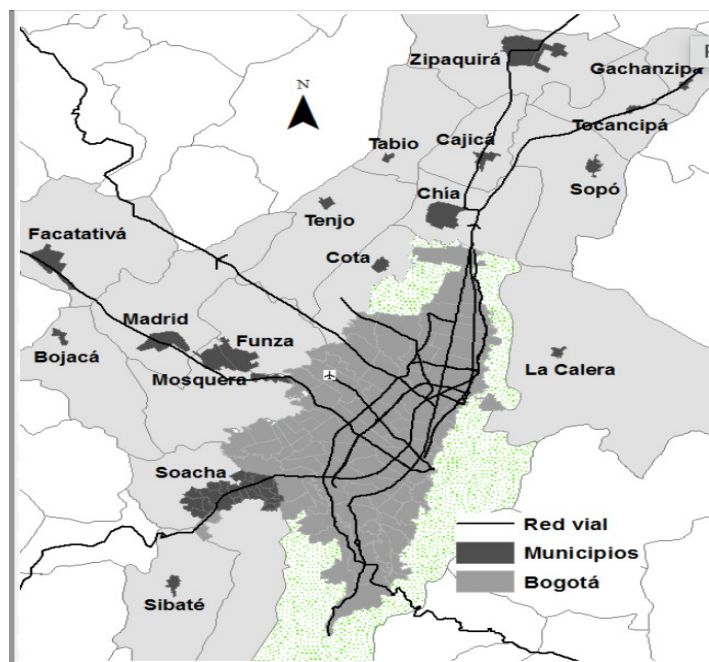 Zipaquirá
Gachanzipa
N
Tocancipá
Tabio
Cajicá
Sopó
Chía
Tenjo
Facatativá
Cota
Madrid
Funza
Bojacá
La Calera
Mosquera
Soacha
Red vial
Municipios
Bogotá
Sibaté